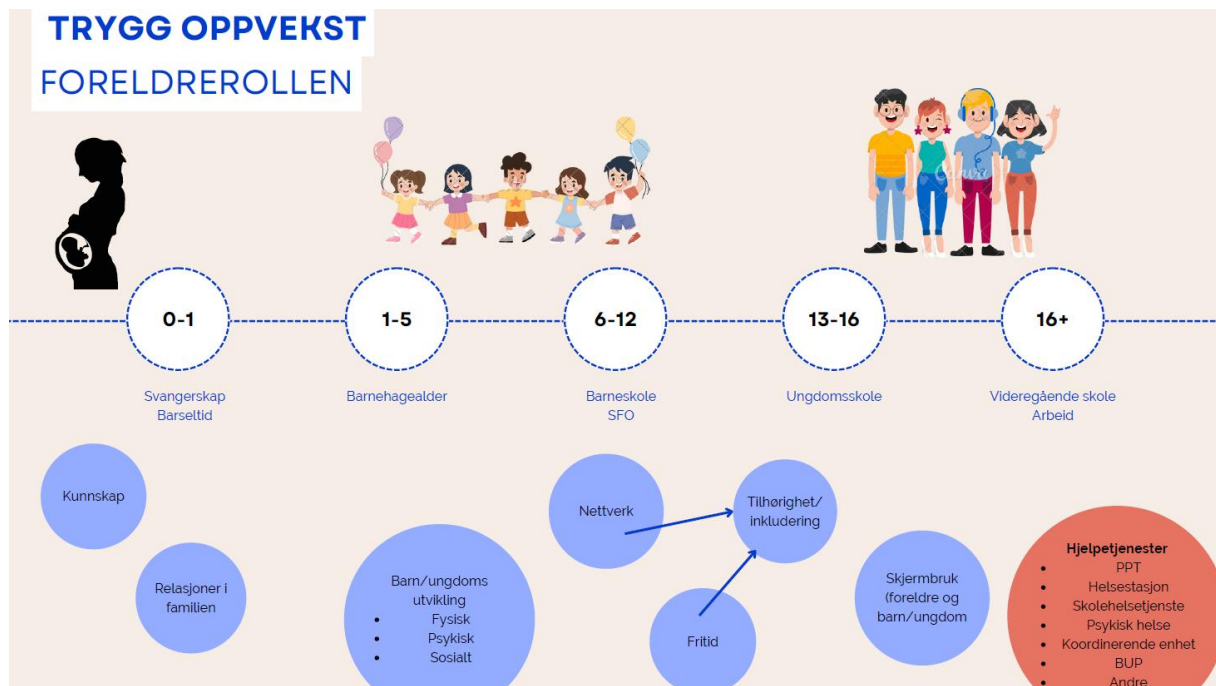 TRYGG OPPVEKST
FORELDREROLLEN
0-1
1-5
6-12
13-16
16+
Svangerskap
Barseltid
Barnehagealder
Barneskole
SFO
Ungdomsskole
Videregående skole
Arbeid
Kunnskap
Relasjoner i
familien
Barn/ungdoms
utvikling
• Fysisk
• Psykisk
• Sosialt
Nettverk
Tilhørighet/
inkludering
Fritid
Skjermbruk
(foreldre og
barn/ungdom
Hjelpetjenester
• PPT
• Helsestasjon
• Skolehelsetjenste
• Psykisk helse
• Koordinerende enhet
• BUP
• Andre